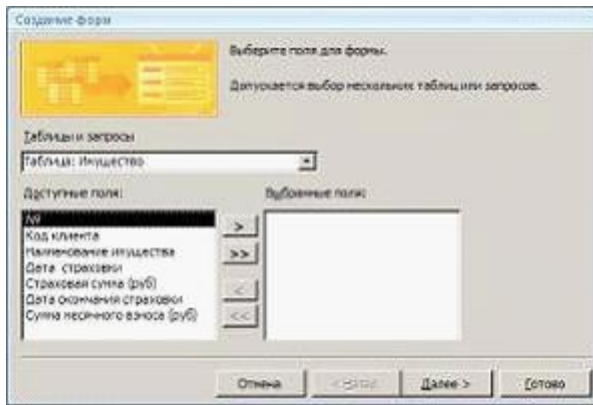 Создание форм
Выберите поля для формы.
Допускается выбор нескольких таблиц или запросов.
Таблицы и запросы
Таблица: Имущество
Доступные поля:
Выбранные поля:
№
Код клиента
Наименование имущества
Дата страховки
Страховая сумма (руб)
Дата окончания страховки
Сумма месячного взноса (руб)
>
>>
<
<<
Отмена
< Назад
Далее >
Готово